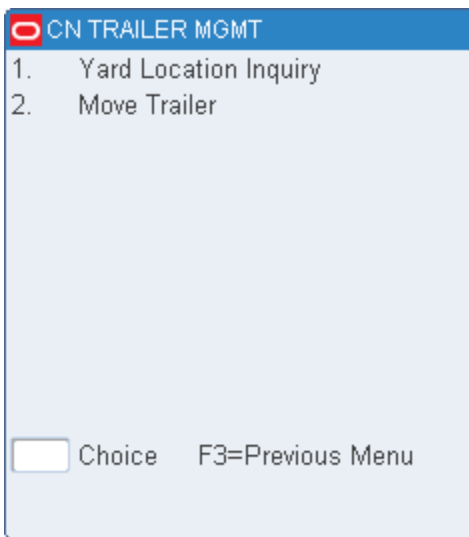 CN TRAILER MGMT
1. Yard Location Inquiry
2. Move Trailer
Choice F3=Previous Menu